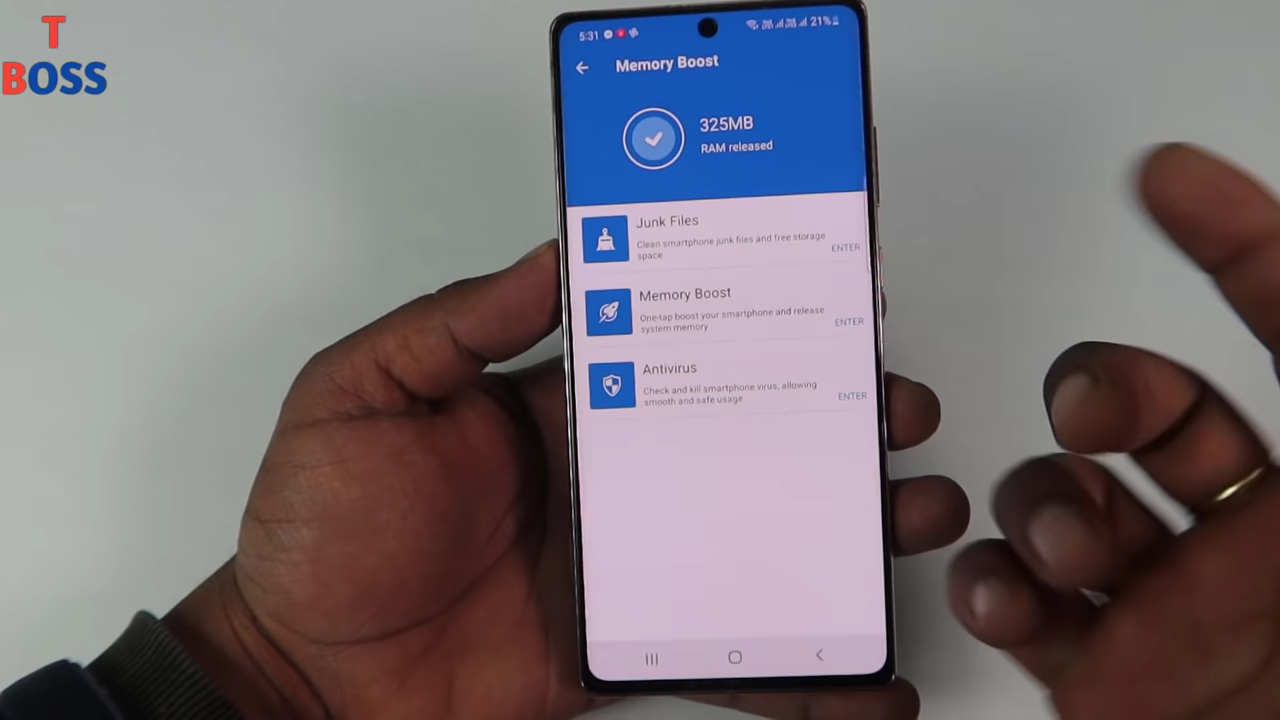 T
BOSS
5:31
21%
Memory Boost
325MB
RAM released
Junk Files
Clean smartphone junk files and free storage
space
ENTER
Memory Boost
One-tap boost your smartphone and release
system memory
ENTER
Antivirus
Check and kill smartphone virus, allowing
smooth and safe usage
ENTER